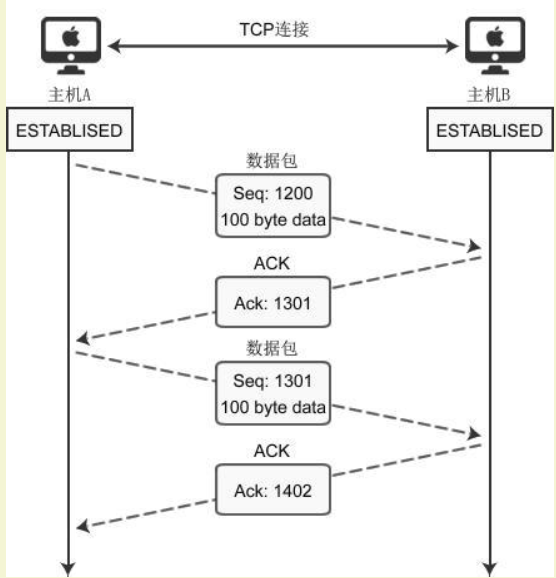 TCP连接
主机A
主机B
ESTABLISED
ESTABLISED
数据包
Seq: 1200
100 byte data
ACK
Ack: 1301
数据包
Seq: 1301
100 byte data
ACK
Ack: 1402